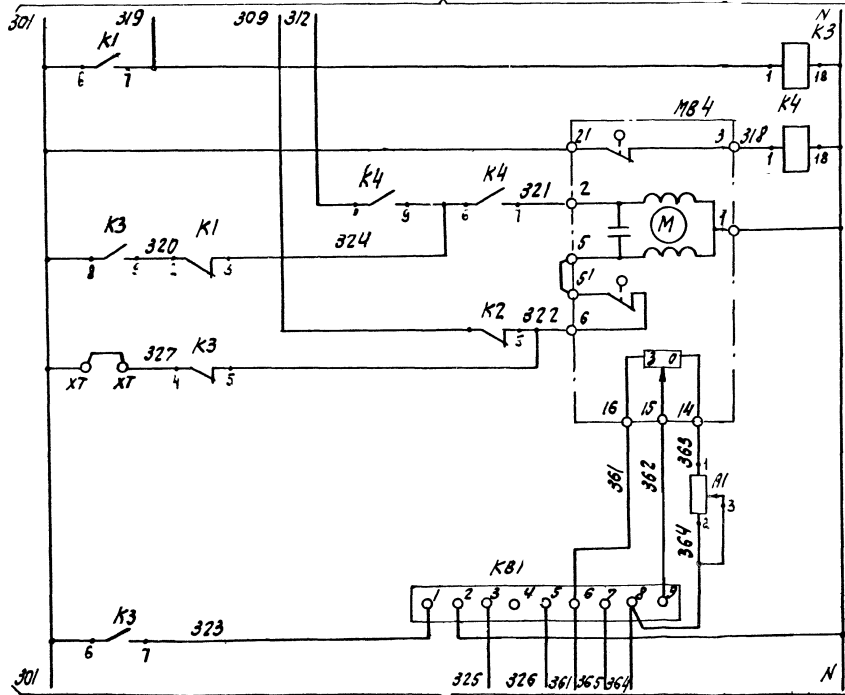 301 319 309 312 N
K1 K3
6 7 1 18
K4
MB4
21 3 318 1 18
K4 K4 321 2
9 6 7
M 1
K3 320 K1 324 5
8 9 3
51
K2 322 6
3
XT XT 327 K3 3 0
4 5
16 15 14
361 362 363 1
A1
3
2
364
KB1
1 2 3 4 5 6 7 8 9
K3 323
6 7
301 325 326 361 365 364 N